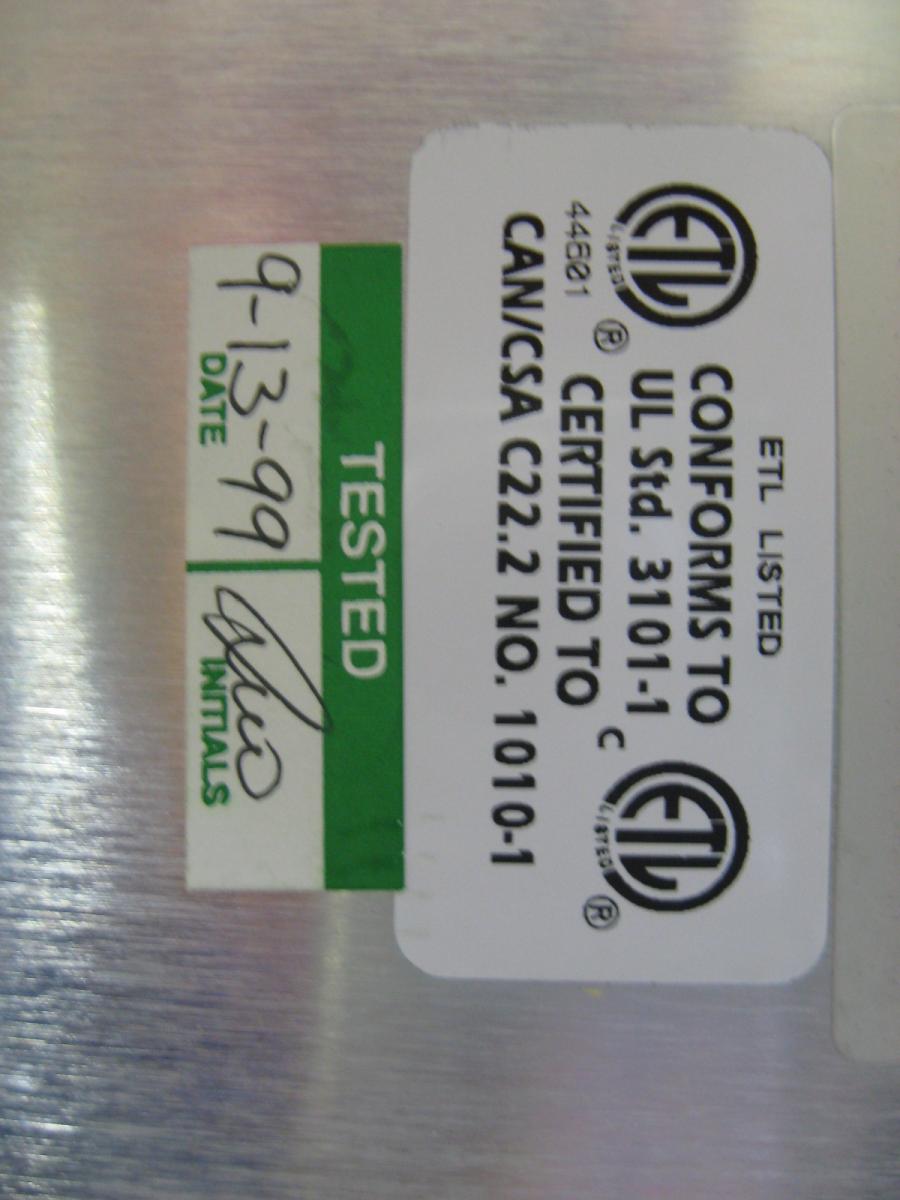 ETL LISTED
CONFORMS TO
UL Std. 3101-1
CERTIFIED TO
CAN/CSA C22.2 NO. 1010-1
ETL
LISTED
®
44601
C
ETL
LISTED
®
TESTED
9-13-99
DATE
INITIALS